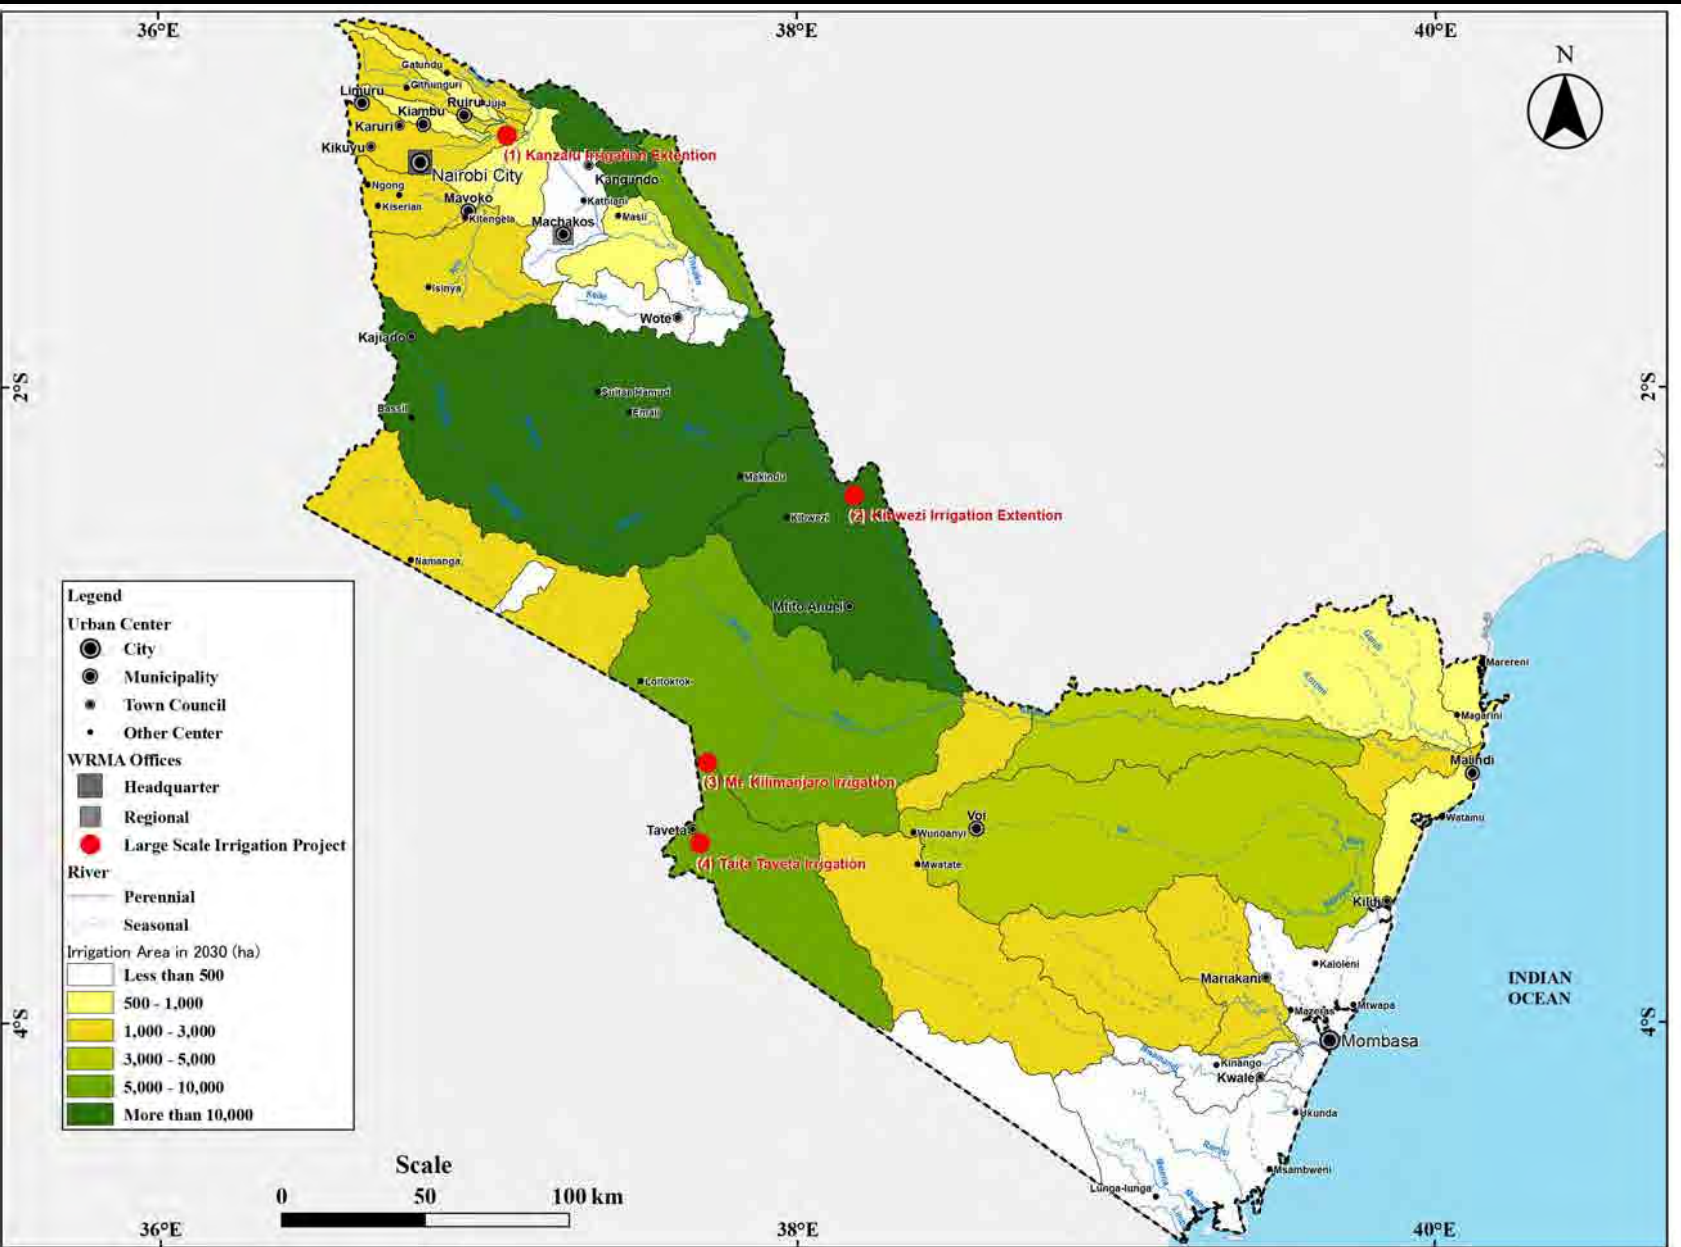 36°E
38°E
40°E
N
Gatundu
Githunguri
Limuru
Ruiru
Juja
Kiambu
Karuri
Kikuyu
(1) Kanzalu Irrigation Extention
Nairobi City
Kangundo
Ngong
Kiserian
Mavoko
Kitengela
Kathiani
Masii
Machakos
Thwake
Isinya
Kaiti
Wote
Kajiado
2°S
2°S
Sultan Hamud
Emali
Bassil
Makindu
Kibwezi
(2) Kibwezi Irrigation Extention
Namanga
Mtito Andei
Loitoktok
Marereni
Magarini
Malindi
(3) Mt. Kilimanjaro Irrigation
Taveta
Voi
Wundanyi
Watamu
Mwatate
(4) Taita Taveta Irrigation
Kilifi
Kaloleni
Mariakani
Mtwapa
Mazeras
Mombasa
INDIAN
OCEAN
4°S
4°S
Kinango
Kwale
Ukunda
Msambweni
Lunga-lunga
Legend
Urban Center
City
Municipality
Town Council
Other Center
WRMA Offices
Headquarter
Regional
Large Scale Irrigation Project
River
Perennial
Seasonal
Irrigation Area in 2030 (ha)
Less than 500
500 - 1,000
1,000 - 3,000
3,000 - 5,000
5,000 - 10,000
More than 10,000
Scale
0 50 100 km
36°E
38°E
40°E